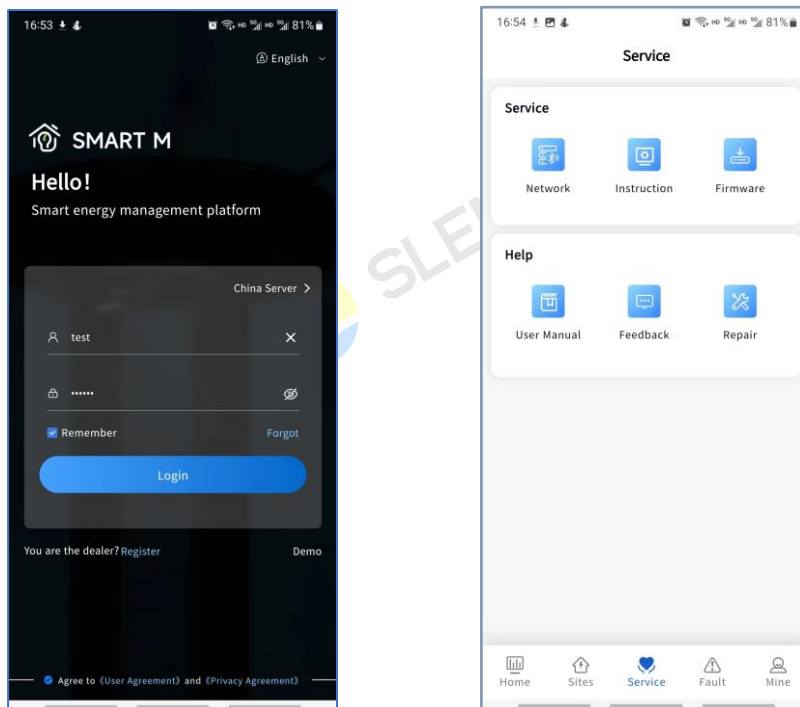 16:53
81%
English
SMART M
Hello!
Smart energy management platform
China Server
test
••••••
Remember
Forgot
Login
You are the dealer? Register
Demo
Agree to 《User Agreement》 and 《Privacy Agreement》
SLE
16:54
81%
Service
Service
Network
Instruction
Firmware
Help
User Manual
Feedback
Repair
Home
Sites
Service
Fault
Mine